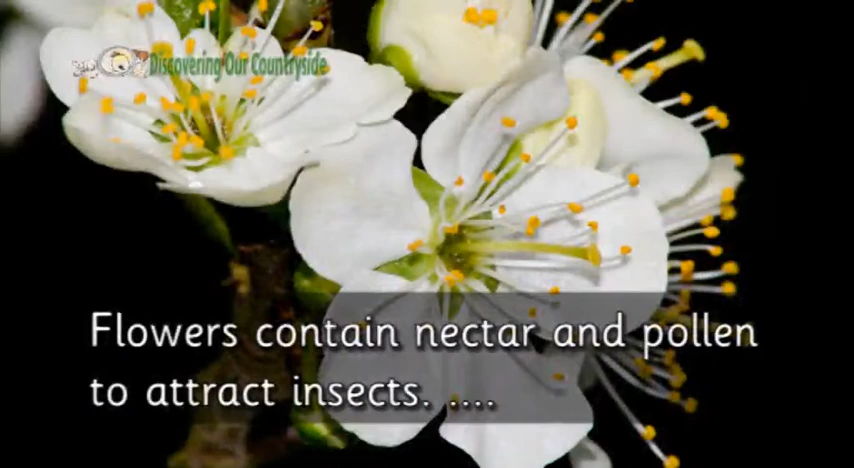 Discovering Our Countryside
Flowers contain nectar and pollen
to attract insects. ....